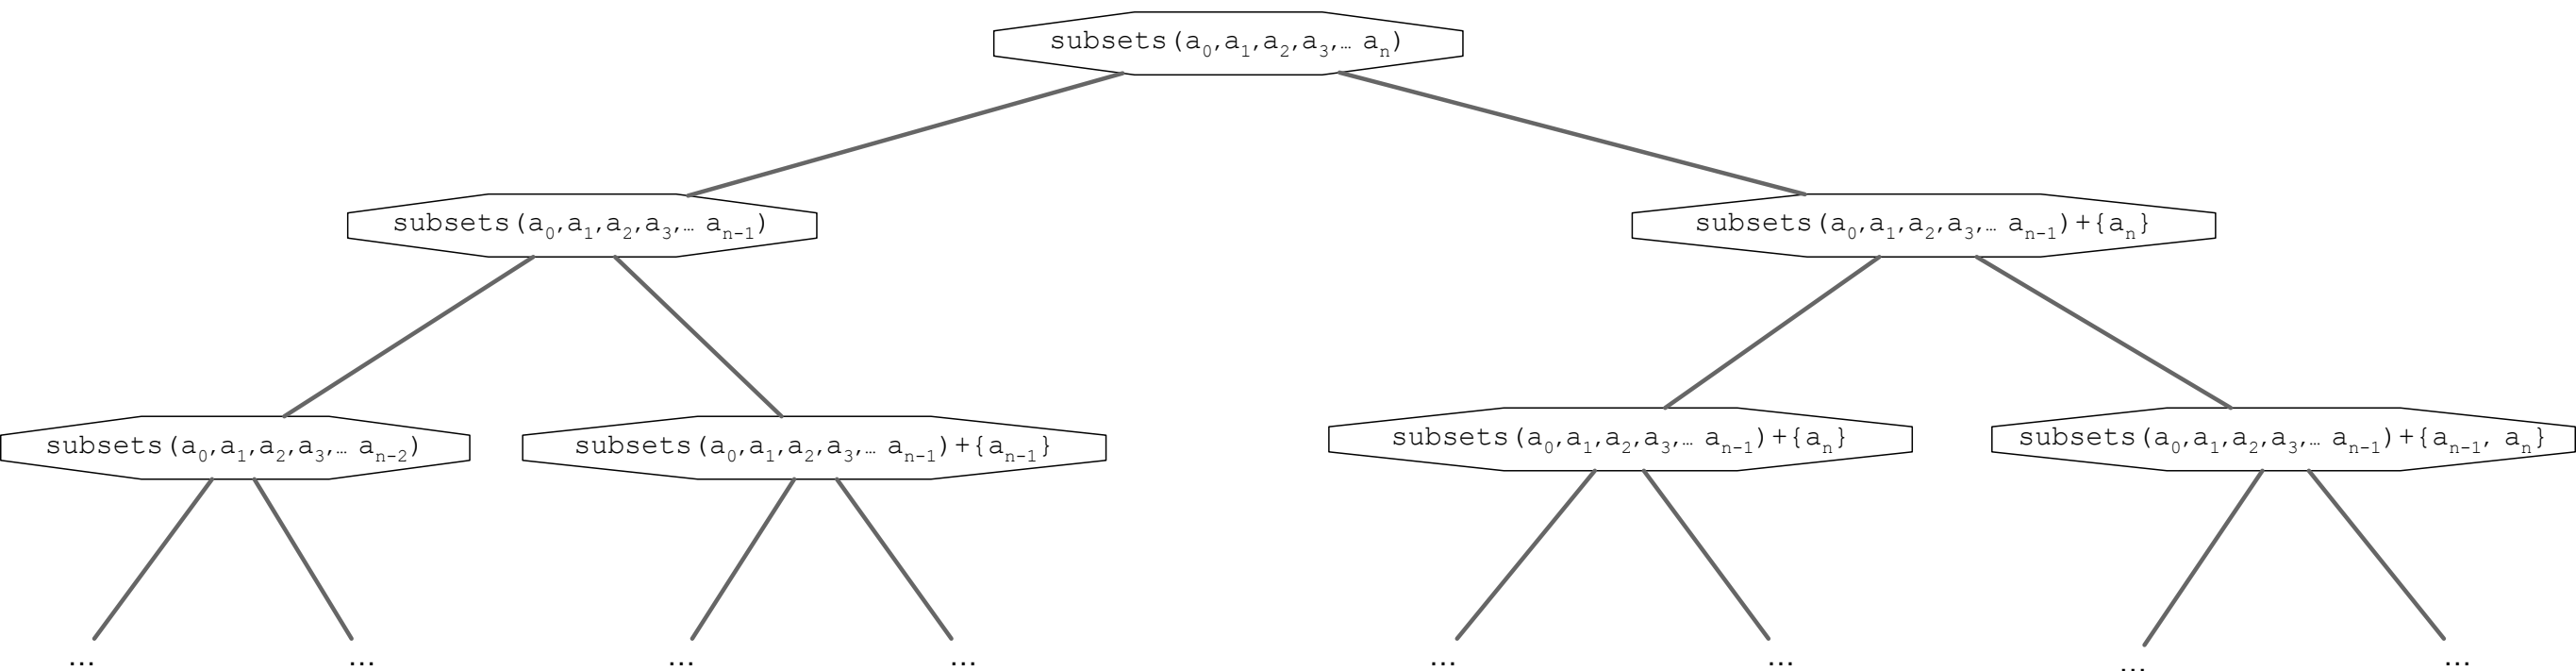 subsets(a₀,a₁,a₂,a₃,… aₙ)
subsets(a₀,a₁,a₂,a₃,… aₙ₋₁)
subsets(a₀,a₁,a₂,a₃,… aₙ₋₁)+{aₙ}
subsets(a₀,a₁,a₂,a₃,… aₙ₋₂)
subsets(a₀,a₁,a₂,a₃,… aₙ₋₁)+{aₙ₋₁}
subsets(a₀,a₁,a₂,a₃,… aₙ₋₁)+{aₙ}
subsets(a₀,a₁,a₂,a₃,… aₙ₋₁)+{aₙ₋₁, aₙ}
... ... ... ... ... ... ... ...